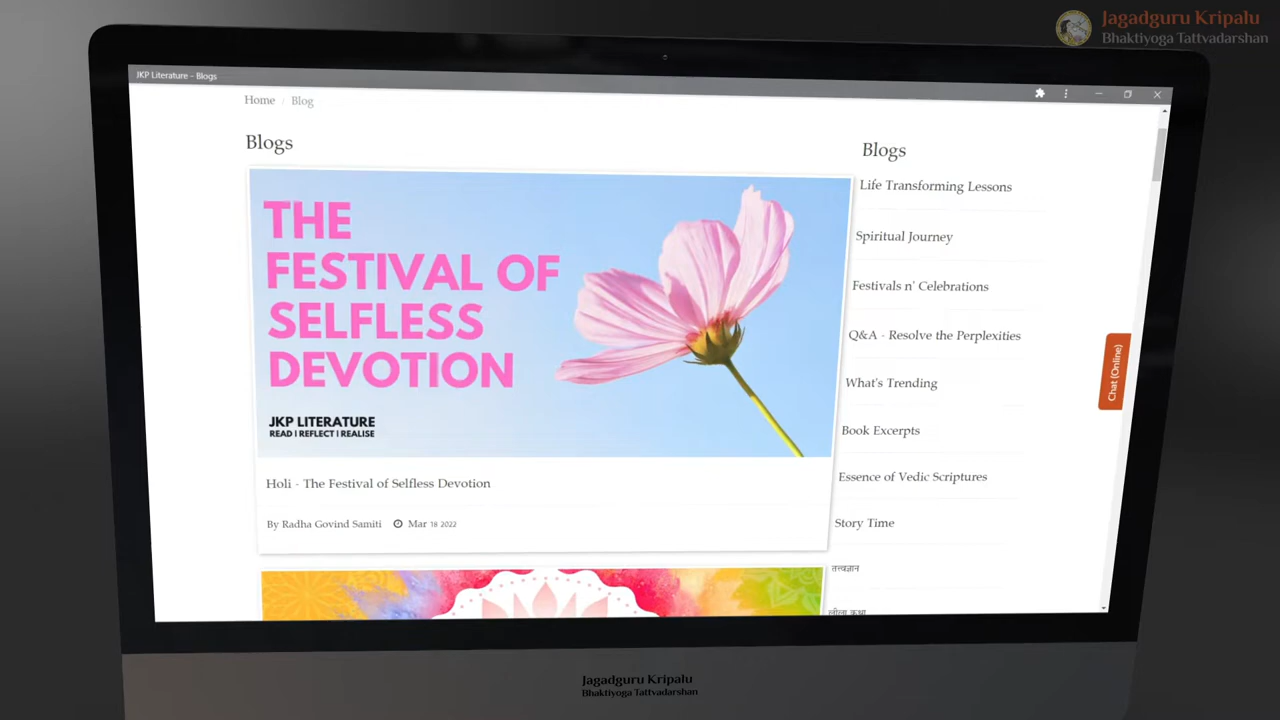 Jagadguru Kripalu
Bhaktiyoga Tattvadarshan
JKP Literature – Blogs
Home / Blog
Blogs
THE
FESTIVAL OF
SELFLESS
DEVOTION
JKP LITERATURE
READ | REFLECT | REALISE
Holi - The Festival of Selfless Devotion
By Radha Govind Samiti Mar 18 2022
Blogs
Life Transforming Lessons
Spiritual Journey
Festivals n' Celebrations
Q&A - Resolve the Perplexities
What's Trending
Book Excerpts
Essence of Vedic Scriptures
Story Time
तत्त्वज्ञान
लीला कथा
Chat (Online)
Jagadguru Kripalu
Bhaktiyoga Tattvadarshan